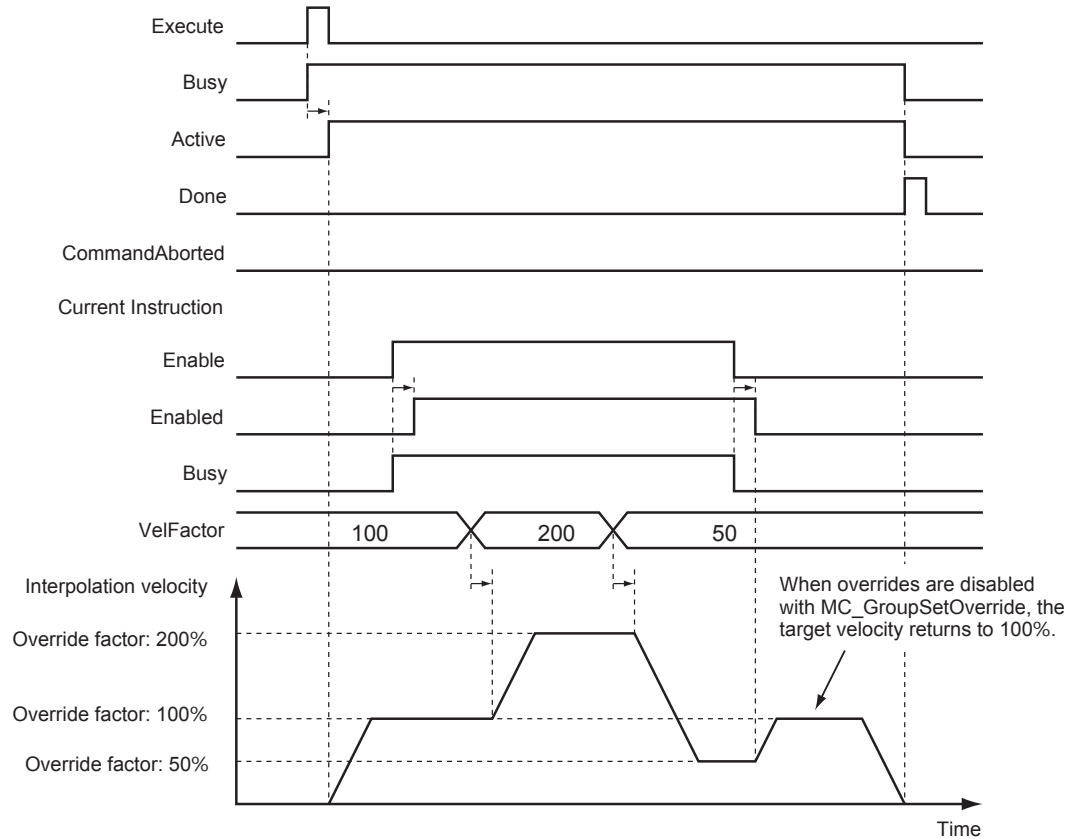 Execute
Busy
Active
Done
CommandAborted
Current Instruction
Enable
Enabled
Busy
VelFactor
100
200
50
Interpolation velocity
When overrides are disabled
with MC_GroupSetOverride, the
target velocity returns to 100%.
Override factor: 200%
Override factor: 100%
Override factor: 50%
Time